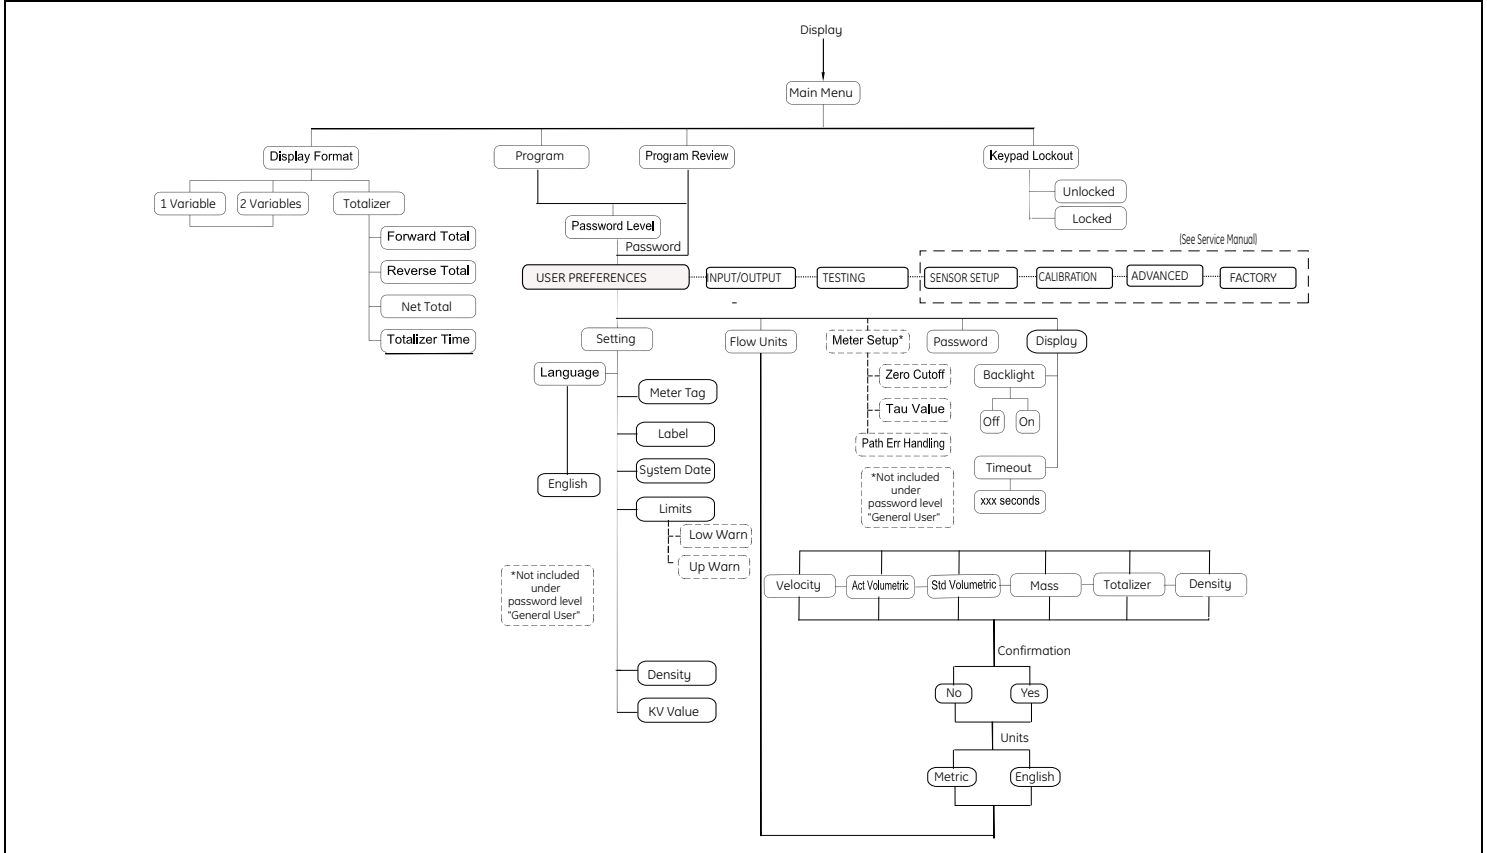 Display
Main Menu
Display Format
Program
Program Review
Keypad Lockout
1 Variable
2 Variables
Totalizer
Unlocked
Locked
Forward Total
Reverse Total
Net Total
Totalizer Time
Password Level
Password
(See Service Manual)
USER PREFERENCES
INPUT/OUTPUT
TESTING
SENSOR SETUP
CALIBRATION
ADVANCED
FACTORY
Setting
Flow Units
Meter Setup*
Password
Display
Language
English
Meter Tag
Label
System Date
Limits
Low Warn
Up Warn
*Not included
under
password level
"General User"
Density
KV Value
Zero Cutoff
Tau Value
Path Err Handling
*Not included
under
password level
"General User"
Backlight
Off
On
Timeout
xxx seconds
Velocity
Act Volumetric
Std Volumetric
Mass
Totalizer
Density
Confirmation
No
Yes
Units
Metric
English